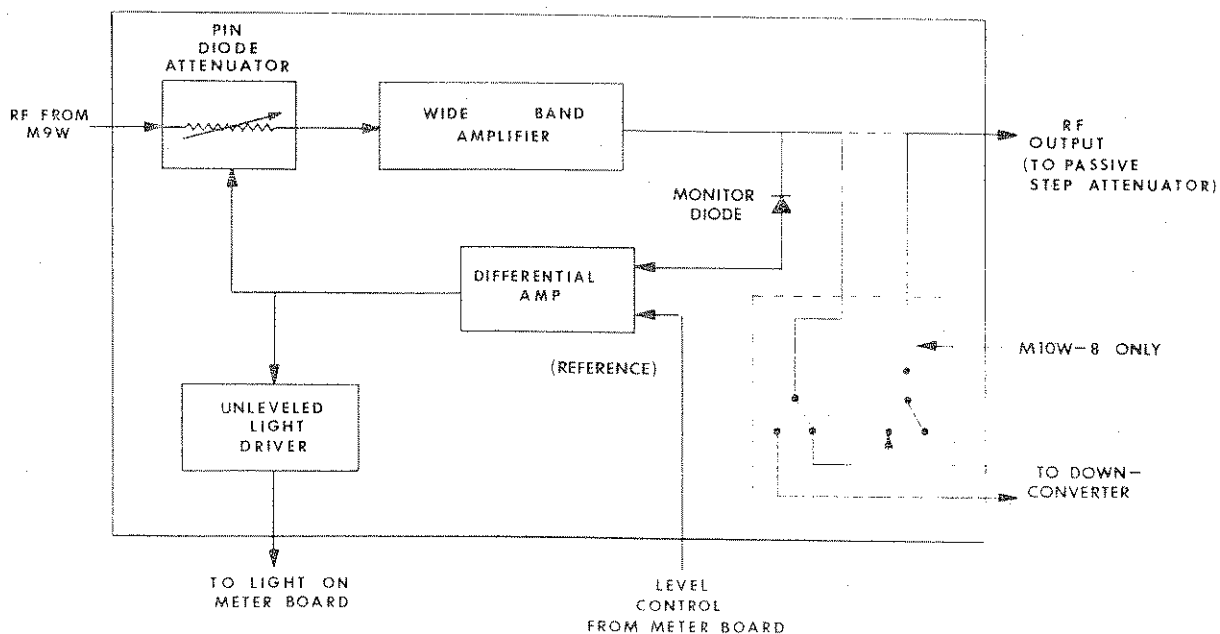 PIN
DIODE
ATTENUATOR
RF FROM
M9W
WIDE BAND
AMPLIFIER
RF
OUTPUT
(TO PASSIVE
STEP ATTENUATOR)
MONITOR
DIODE
DIFFERENTIAL
AMP
(REFERENCE)
M10W-8 ONLY
UNLEVELED
LIGHT
DRIVER
TO DOWN-
CONVERTER
TO LIGHT ON
METER BOARD
LEVEL
CONTROL
FROM METER BOARD